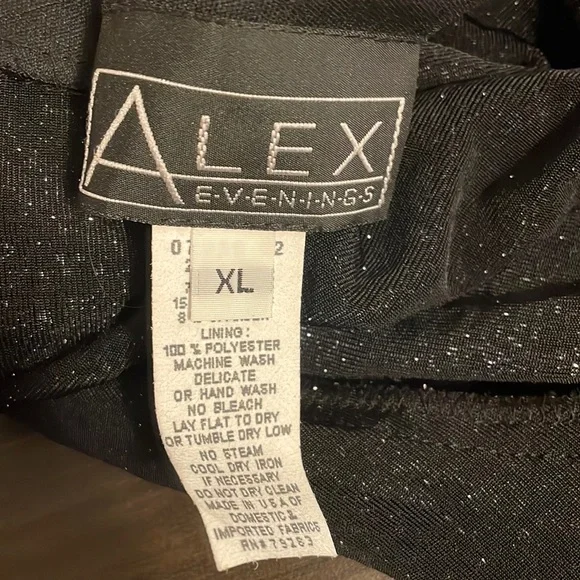 ALEX
E-V-E-N-I-N-G-S
XL
LINING:
100 % POLYESTER
MACHINE WASH
DELICATE
OR HAND WASH
NO BLEACH
LAY FLAT TO DRY
OR TUMBLE DRY LOW
NO STEAM
COOL DRY IRON
IF NECESSARY
DO NOT DRY CLEAN
MADE IN U S A OF
DOMESTIC &
IMPORTED FABRICS
RN# 79263